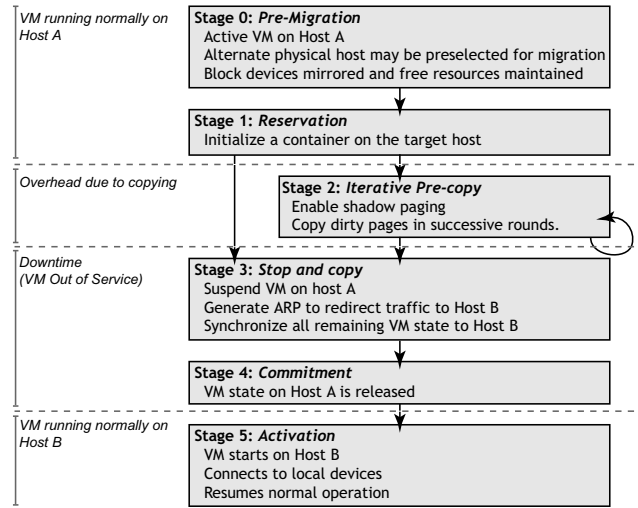 VM running normally on
Host A
Stage 0: Pre-Migration
Active VM on Host A
Alternate physical host may be preselected for migration
Block devices mirrored and free resources maintained
Stage 1: Reservation
Initialize a container on the target host
Overhead due to copying
Stage 2: Iterative Pre-copy
Enable shadow paging
Copy dirty pages in successive rounds.
Downtime
(VM Out of Service)
Stage 3: Stop and copy
Suspend VM on host A
Generate ARP to redirect traffic to Host B
Synchronize all remaining VM state to Host B
Stage 4: Commitment
VM state on Host A is released
VM running normally on
Host B
Stage 5: Activation
VM starts on Host B
Connects to local devices
Resumes normal operation